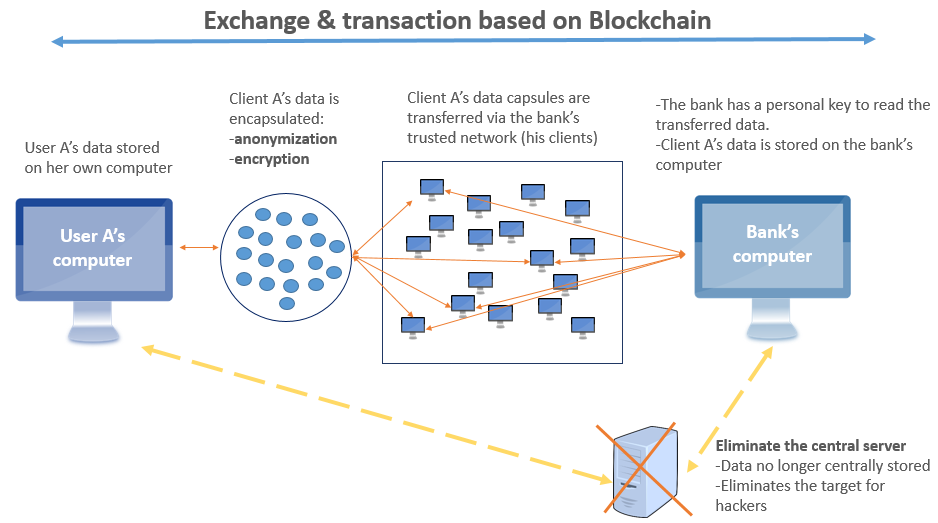 Exchange & transaction based on Blockchain
User A's data stored
on her own computer
Client A's data is
encapsulated:
-anonymization
-encryption
Client A's data capsules are
transferred via the bank's
trusted network (his clients)
-The bank has a personal key to read the
transferred data.
-Client A's data is stored on the bank's
computer
User A's
computer
Bank's
computer
Eliminate the central server
-Data no longer centrally stored
-Eliminates the target for
hackers